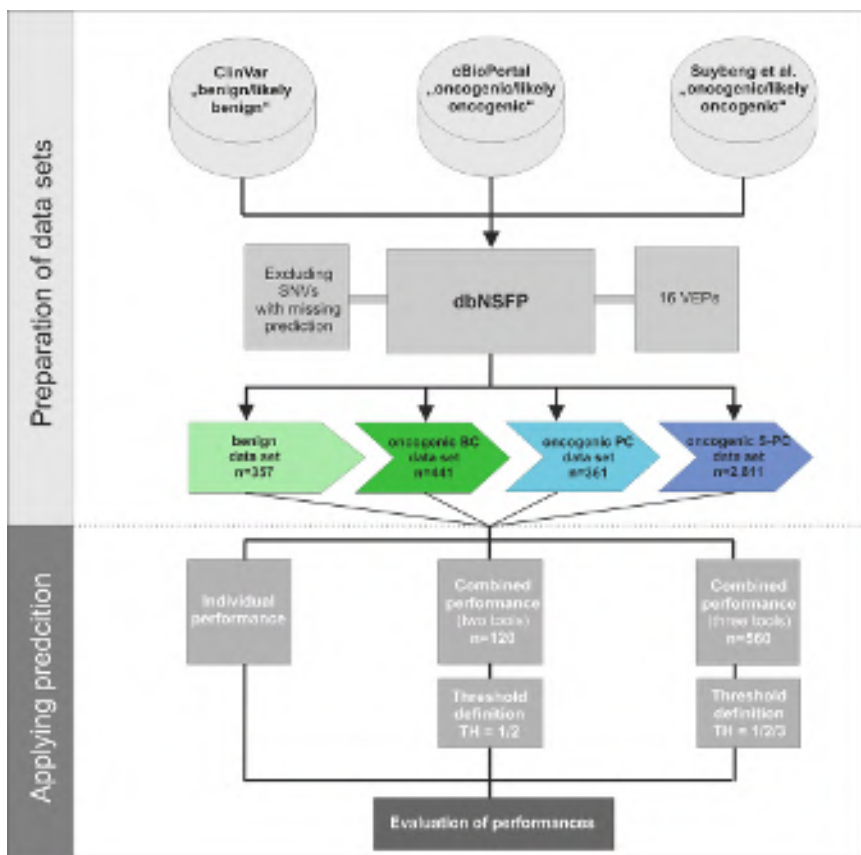 Preparation of data sets
ClinVar
„benign/likely
benign“
cBioPortal
„oncogenic/likely
oncogenic“
Suybeng et al.
„oncogenic/likely
oncogenic“
Excluding
SNVs
with missing
prediction
dbNSFP
16 VEPs
benign
data set
n=357
oncogenic BC
data set
n=441
oncogenic PC
data set
n=361
oncogenic S-PC
data set
n=2.811
Applying predcition
Individual
performance
Combined
performance
(two tools)
n=120
Combined
performance
(three tools)
n=560
Threshold
definition
TH = 1/2
Threshold
definition
TH = 1/2/3
Evaluation of performances